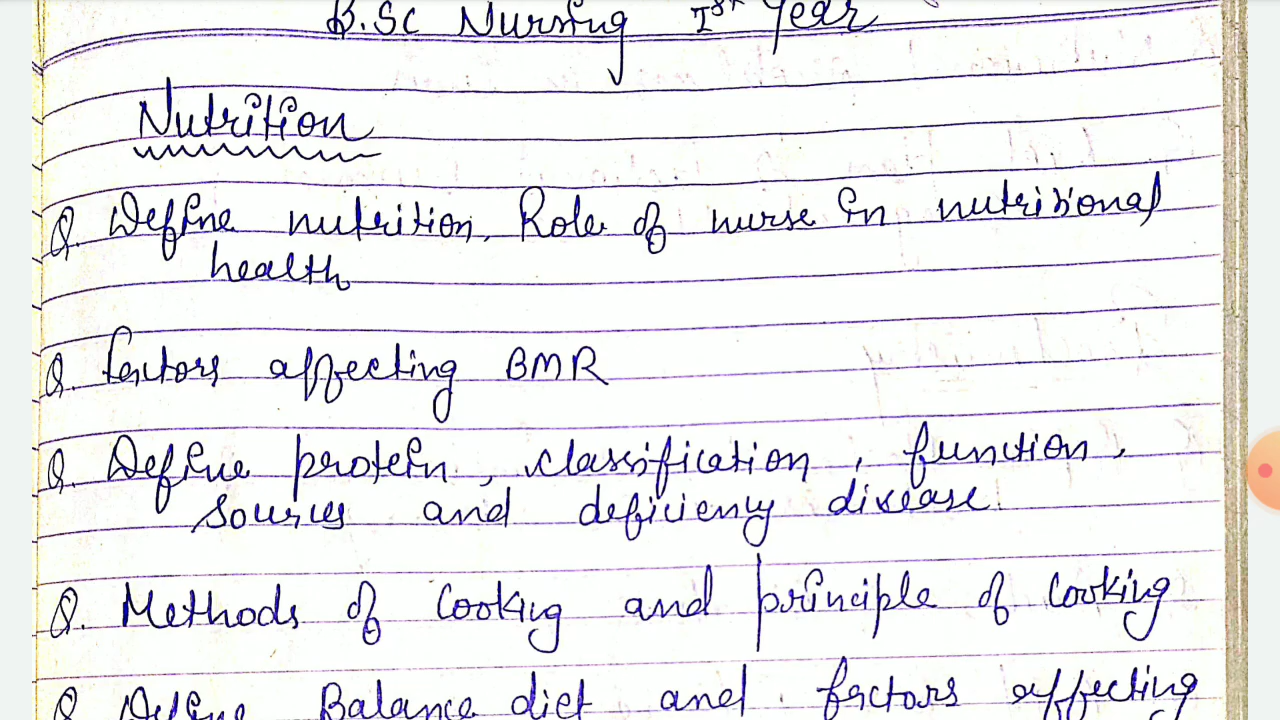 B.Sc Nursing Ist Year
Nutrition
Q. Define nutrition, Role of nurse in nutritional
health
Q. factors affecting BMR
Q. Define protein, classification, function,
sources and deficiency disease.
Q. Methods of Cooking and principle of Cooking
Q Define Balance diet and factors affecting